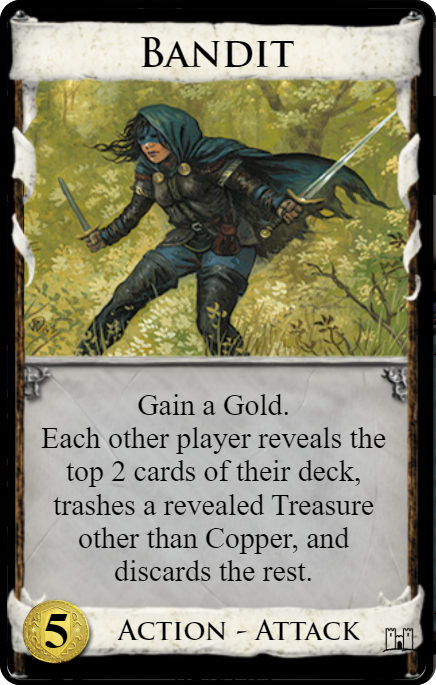 Bandit
Gain a Gold.
Each other player reveals the
top 2 cards of their deck,
trashes a revealed Treasure
other than Copper, and
discards the rest.
5
Action - Attack